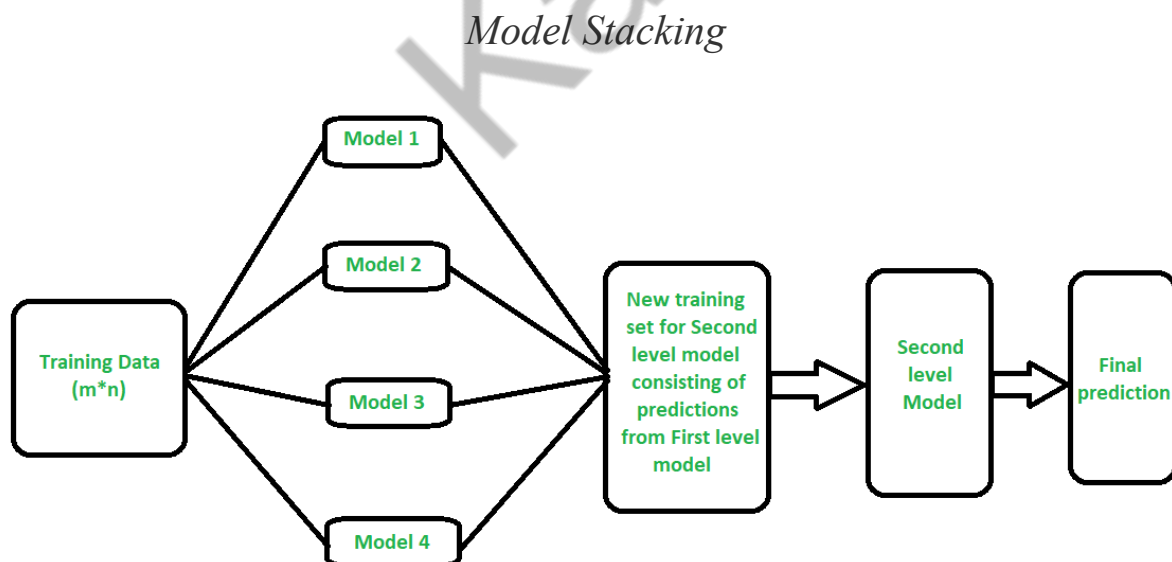 Model Stacking
Model 1
Model 2
Training Data
(m*n)
Model 3
Model 4
New training
set for Second
level model
consisting of
predictions
from First level
model
Second
level
Model
Final
prediction